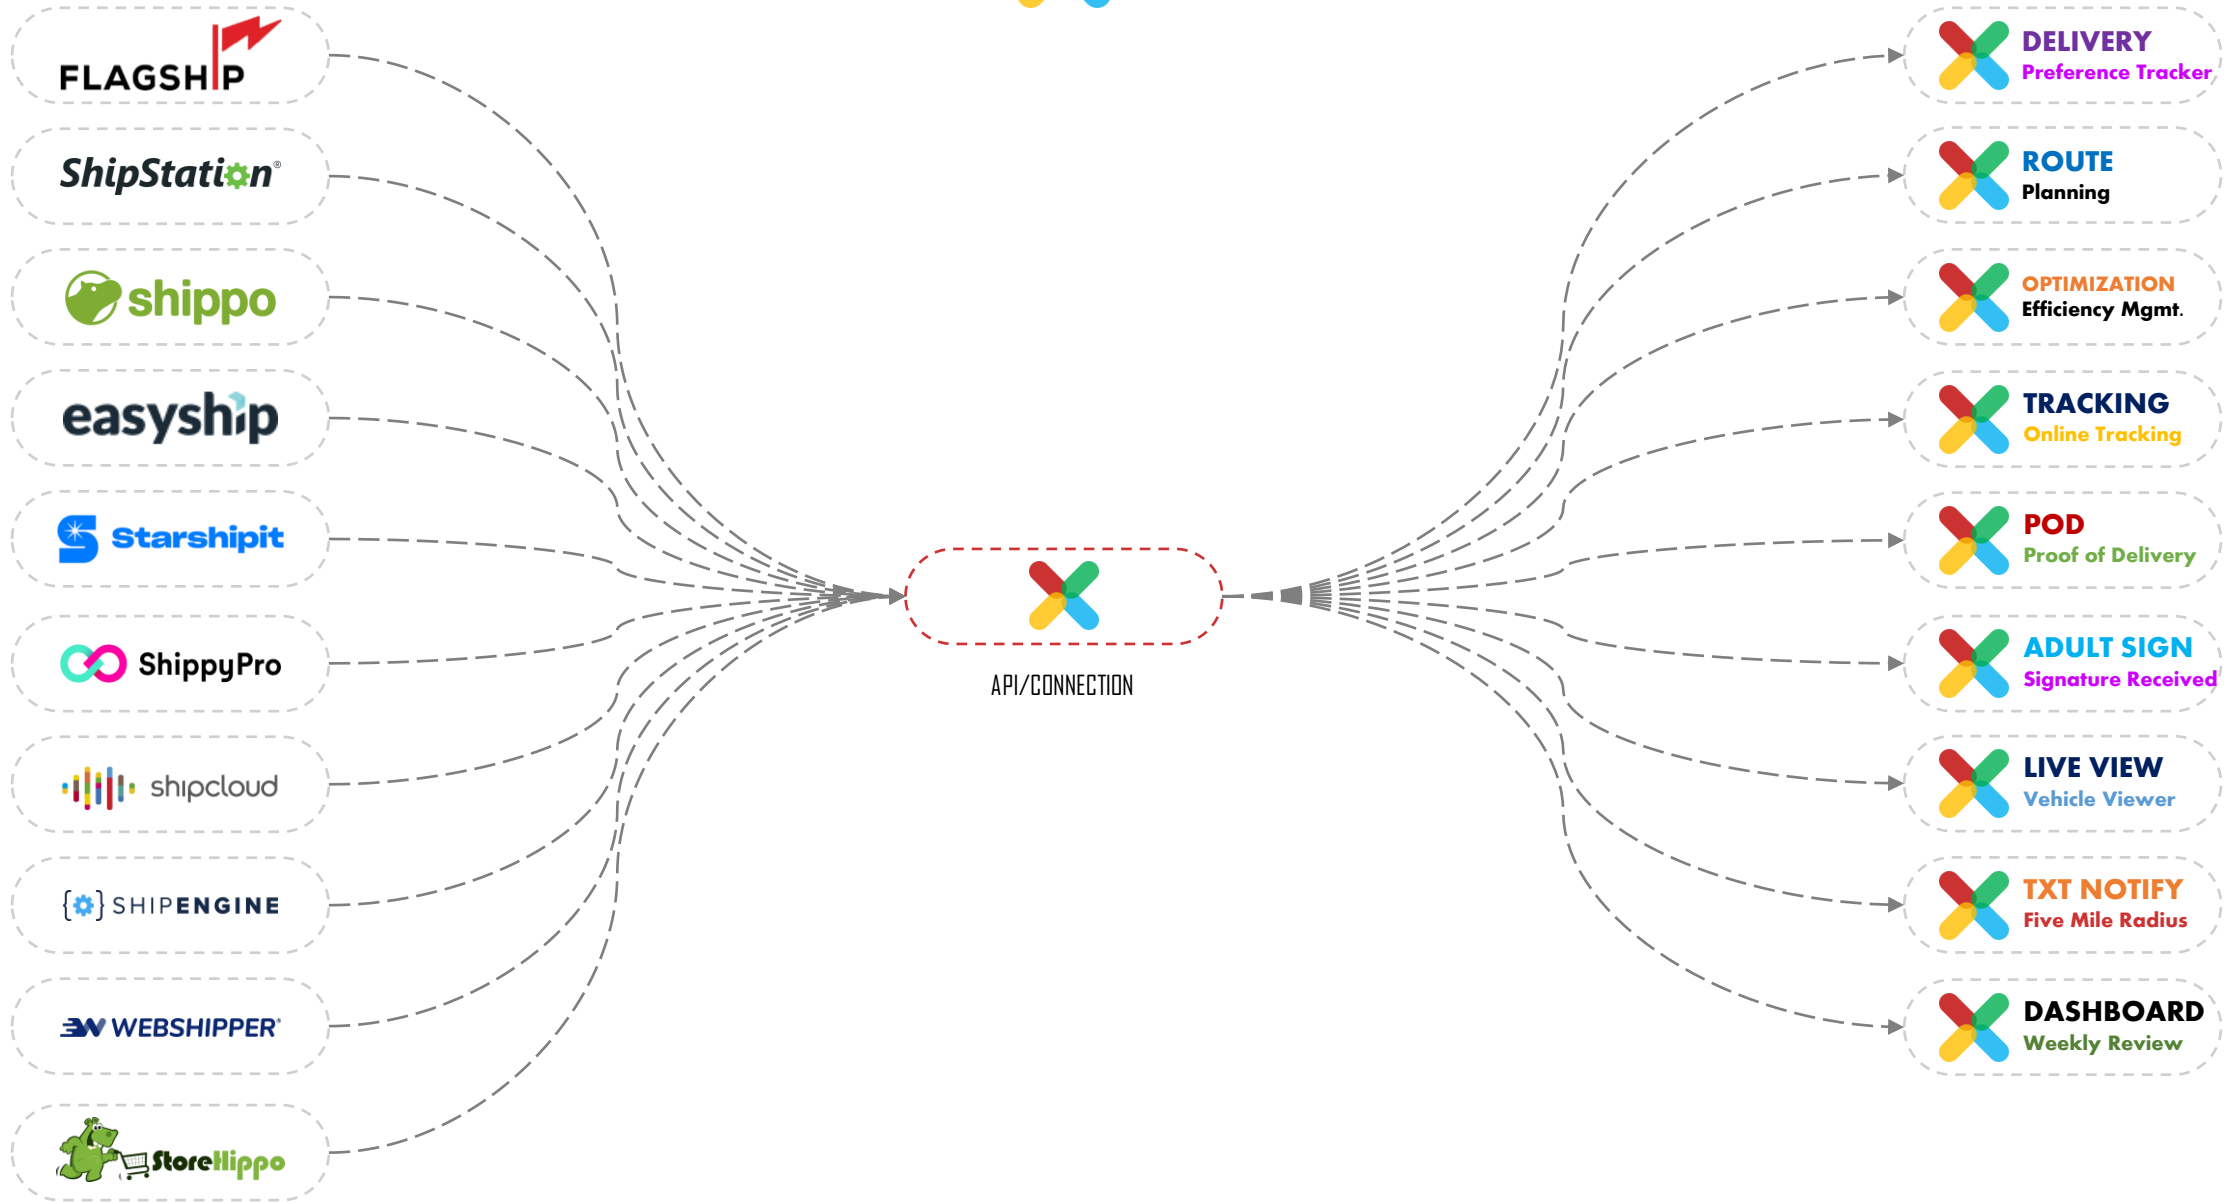 FLAGSHIP
ShipStation®
shippo
easyship
Starshipit
ShippyPro
shipcloud
{ } SHIPENGINE
WEBSHIPPER
StoreHippo
API/CONNECTION
DELIVERY
Preference Tracker
ROUTE
Planning
OPTIMIZATION
Efficiency Mgmt.
TRACKING
Online Tracking
POD
Proof of Delivery
ADULT SIGN
Signature Received
LIVE VIEW
Vehicle Viewer
TXT NOTIFY
Five Mile Radius
DASHBOARD
Weekly Review